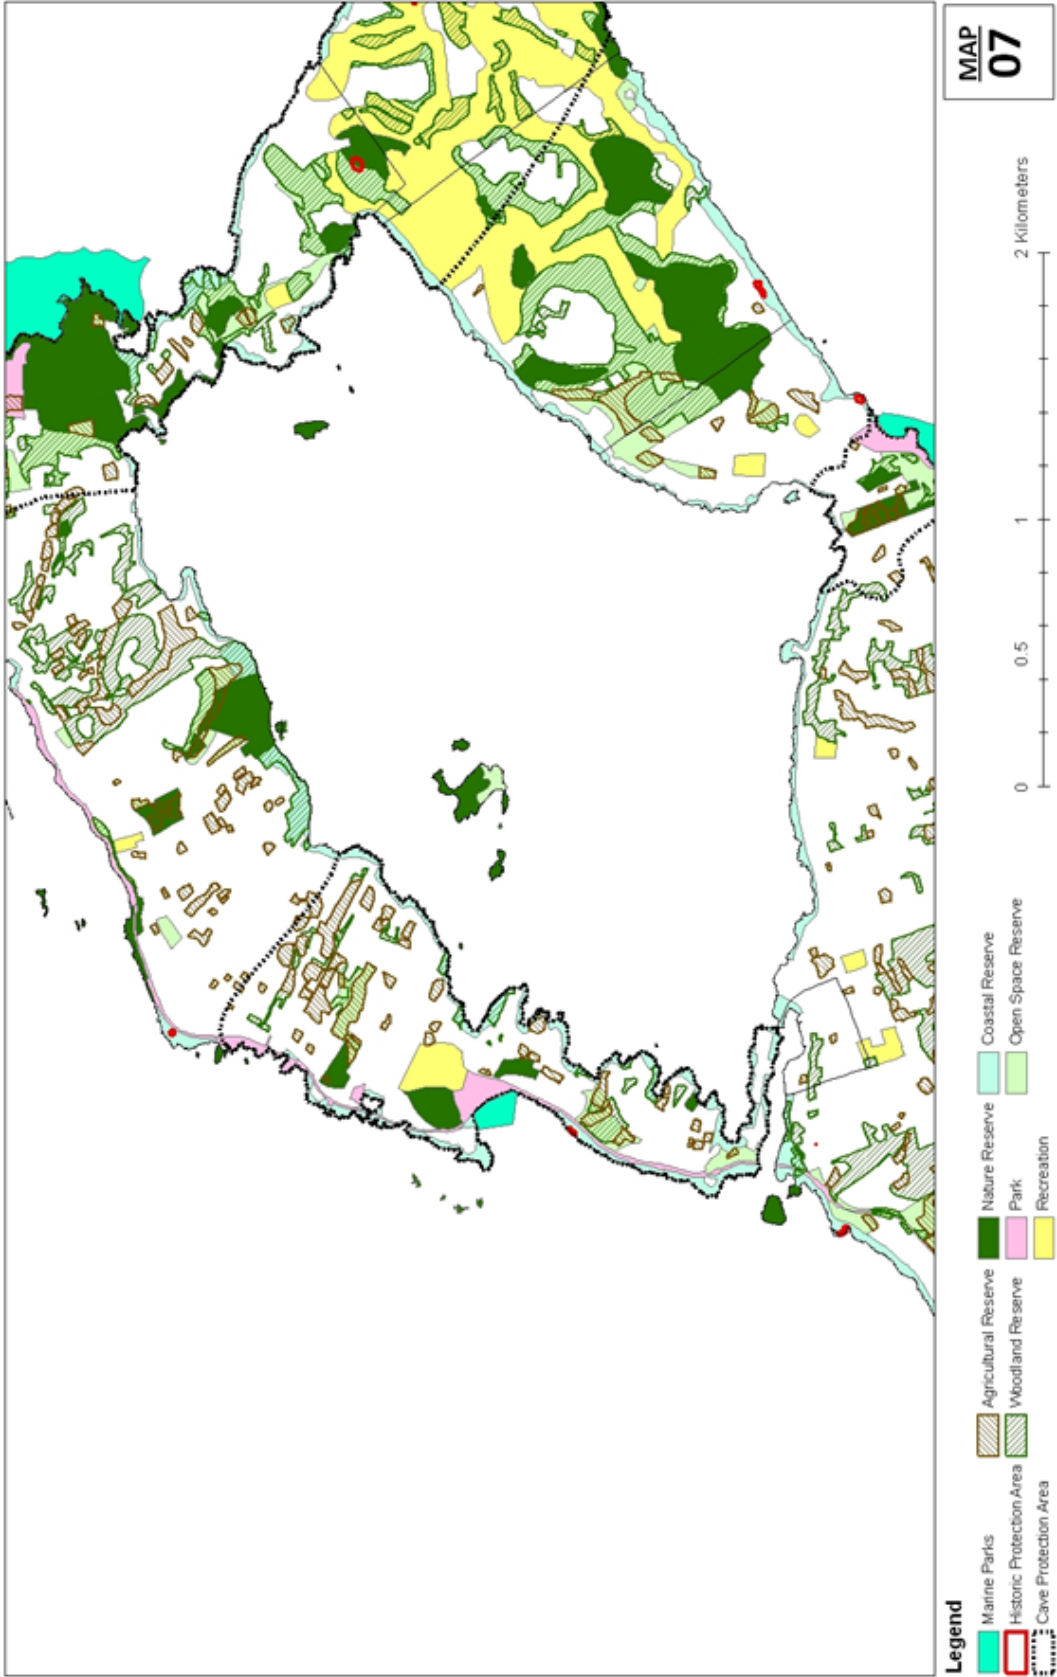 MAP
07
2 Kilometers
1
0.5
0
Legend
Marine Parks
Historic Protection Area
Cave Protection Area
Agricultural Reserve
Woodland Reserve
Nature Reserve
Park
Recreation
Coastal Reserve
Open Space Reserve